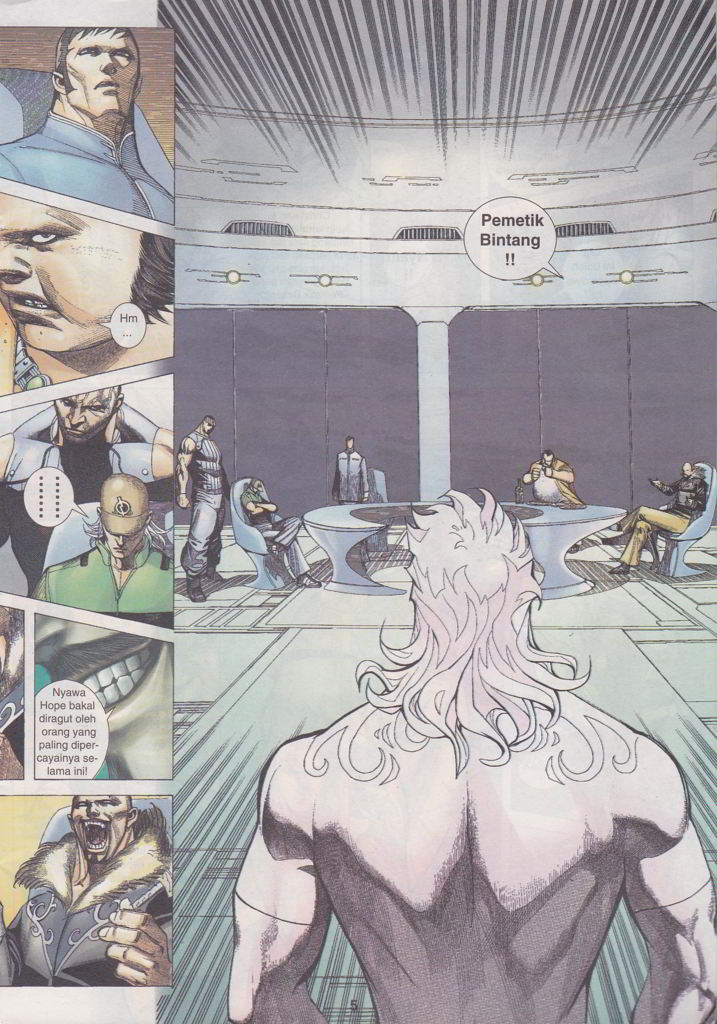 Hm
...
......
Nyawa
Hope bakal
diragut oleh
orang yang
paling diper-
cayainya se-
lama ini!
Pemetik
Bintang
!!
5